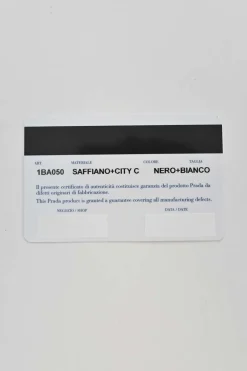 ART. MATERIALE COLORE TAGLIA
1BA050 SAFFIANO+CITY C NERO+BIANCO
Il presente certificato di autenticità costituisce garanzia del prodotto Prada da
difetti originari di fabbricazione.
This Prada product is granted a guarantee covering all manufacturing defects.
NEGOZIO / SHOP DATA / DATE